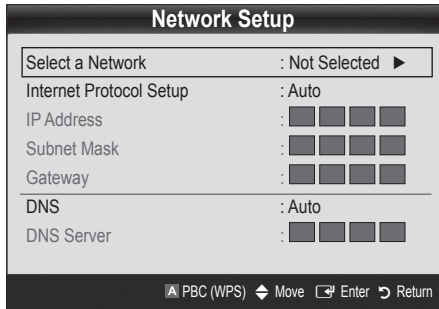 Network Setup
Select a Network : Not Selected ►
Internet Protocol Setup : Auto
IP Address :
Subnet Mask :
Gateway :
DNS : Auto
DNS Server :
A PBC (WPS) Move Enter Return